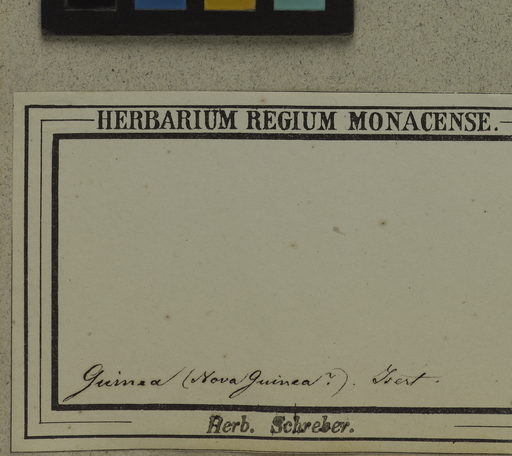 HERBARIUM REGIUM MONACENSE.
Guinea (Nova Guinea?). Isert.
Herb. Schreber.